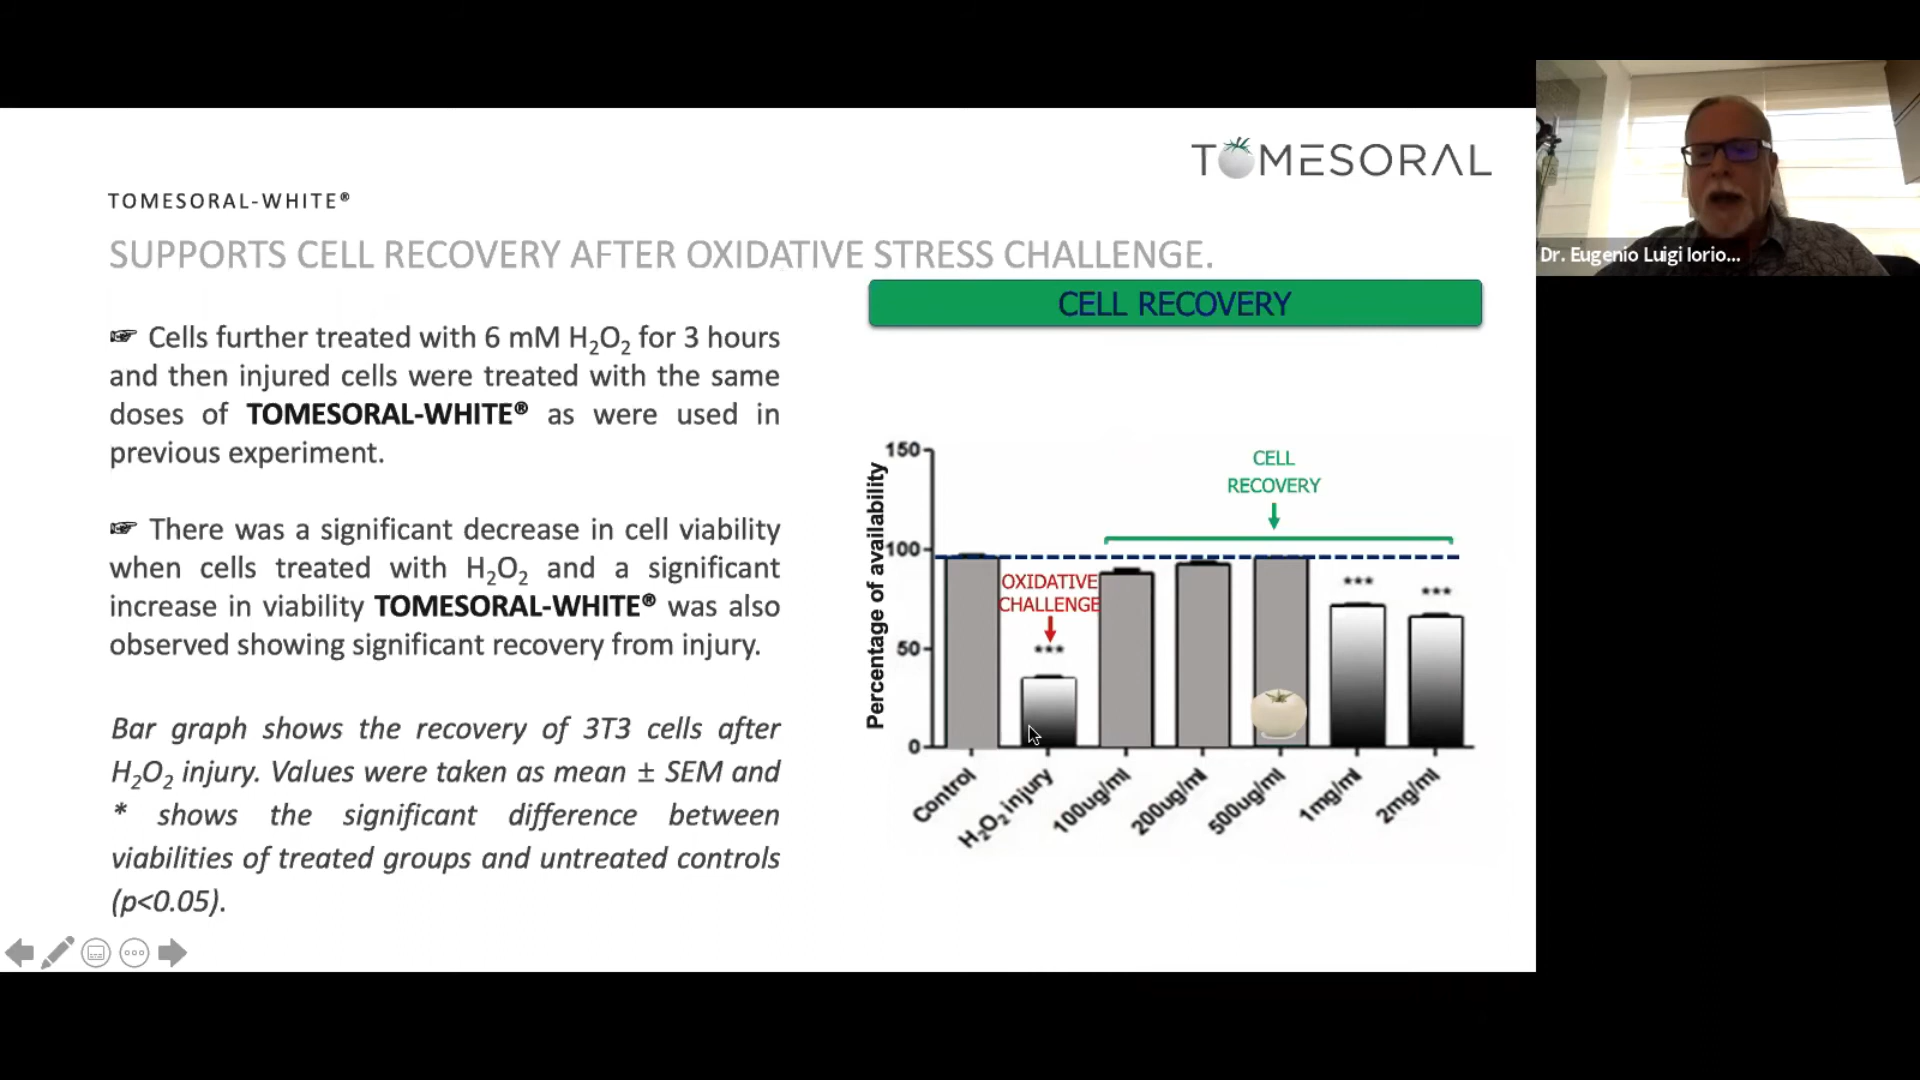 TOMESORAL
TOMESORAL-WHITE®
SUPPORTS CELL RECOVERY AFTER OXIDATIVE STRESS CHALLENGE.
☞ Cells further treated with 6 mM H₂O₂ for 3 hours
and then injured cells were treated with the same
doses of TOMESORAL-WHITE® as were used in
previous experiment.
☞ There was a significant decrease in cell viability
when cells treated with H₂O₂ and a significant
increase in viability TOMESORAL-WHITE® was also
observed showing significant recovery from injury.
Bar graph shows the recovery of 3T3 cells after
H₂O₂ injury. Values were taken as mean ± SEM and
* shows the significant difference between
viabilities of treated groups and untreated controls
(p<0.05).
CELL RECOVERY
Percentage of availability
150
100
50
0
CELL
RECOVERY
OXIDATIVE
CHALLENGE
***
***
***
Control
H₂O₂ injury
100ug/ml
200ug/ml
500ug/ml
1mg/ml
2mg/ml
Dr. Eugenio Luigi Iorio...